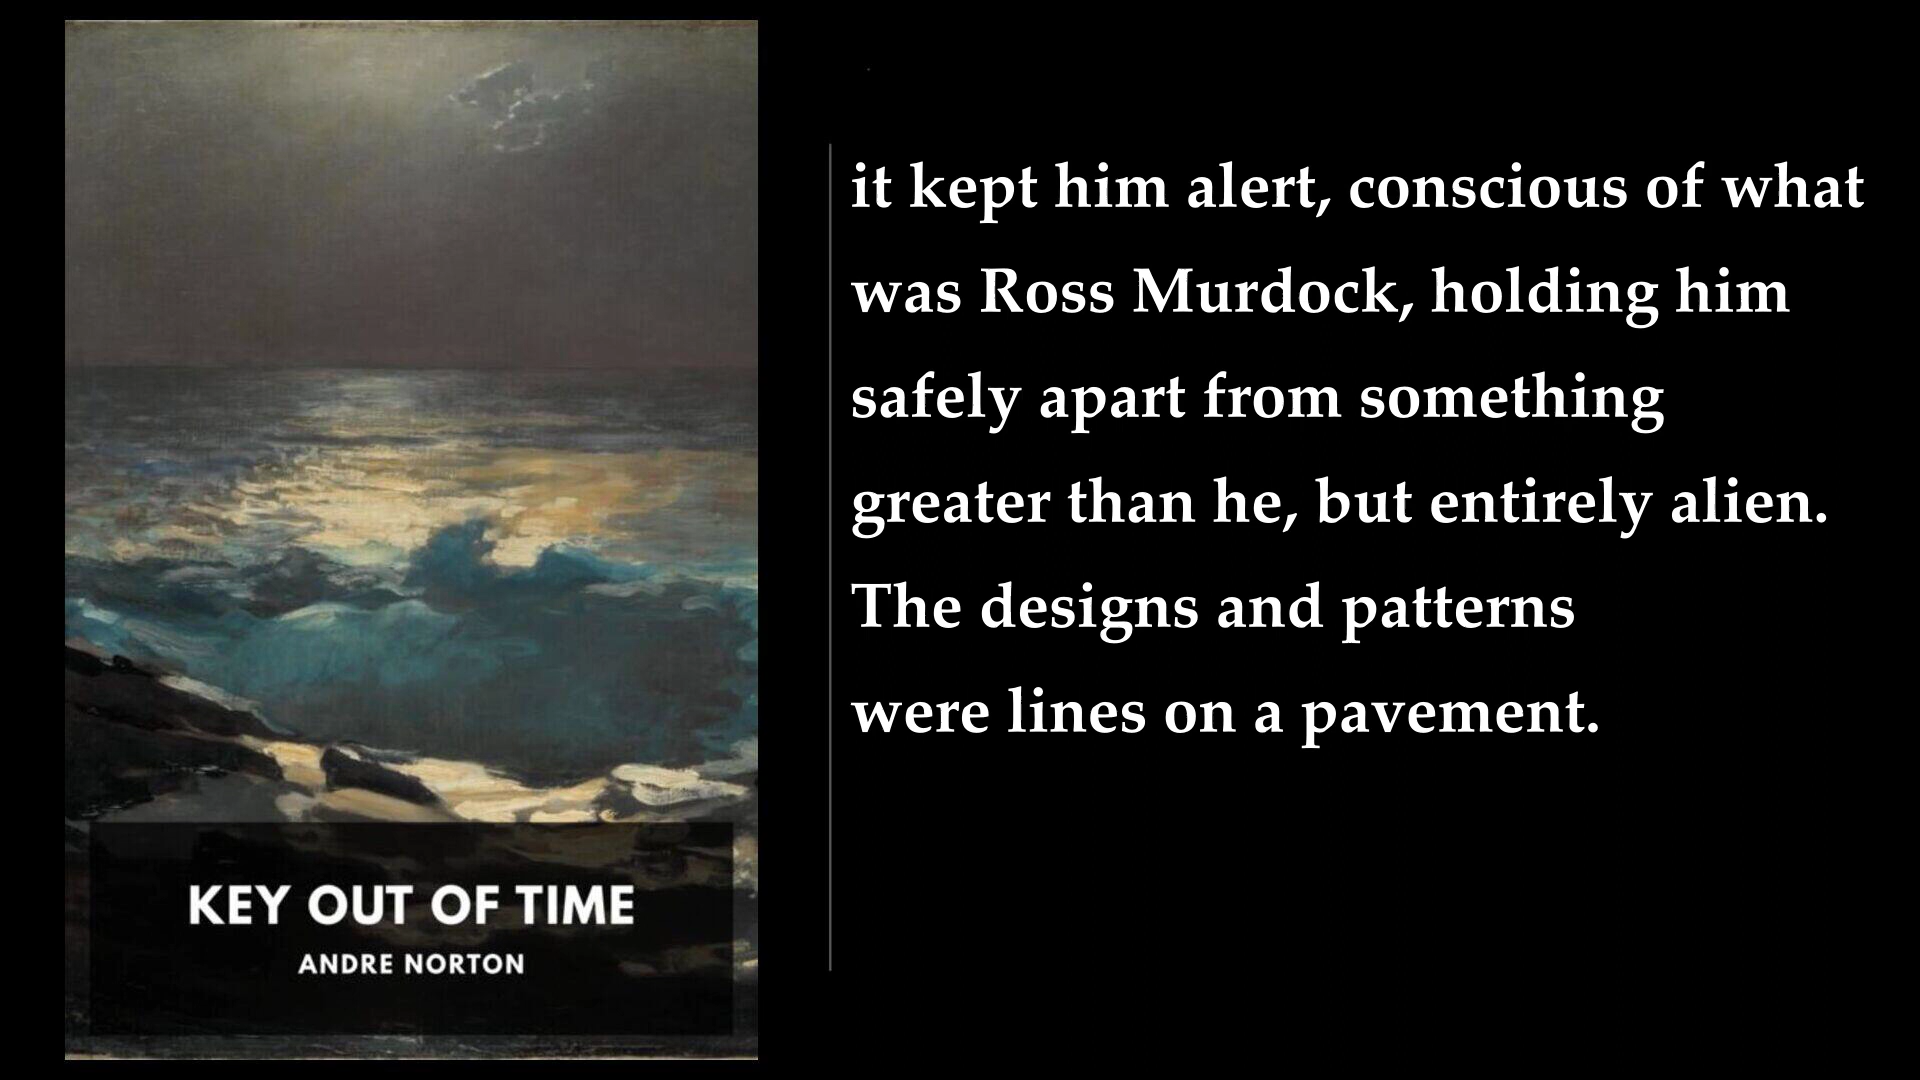 KEY OUT OF TIME
ANDRE NORTON
it kept him alert, conscious of what
was Ross Murdock, holding him
safely apart from something
greater than he, but entirely alien.
The designs and patterns
were lines on a pavement.